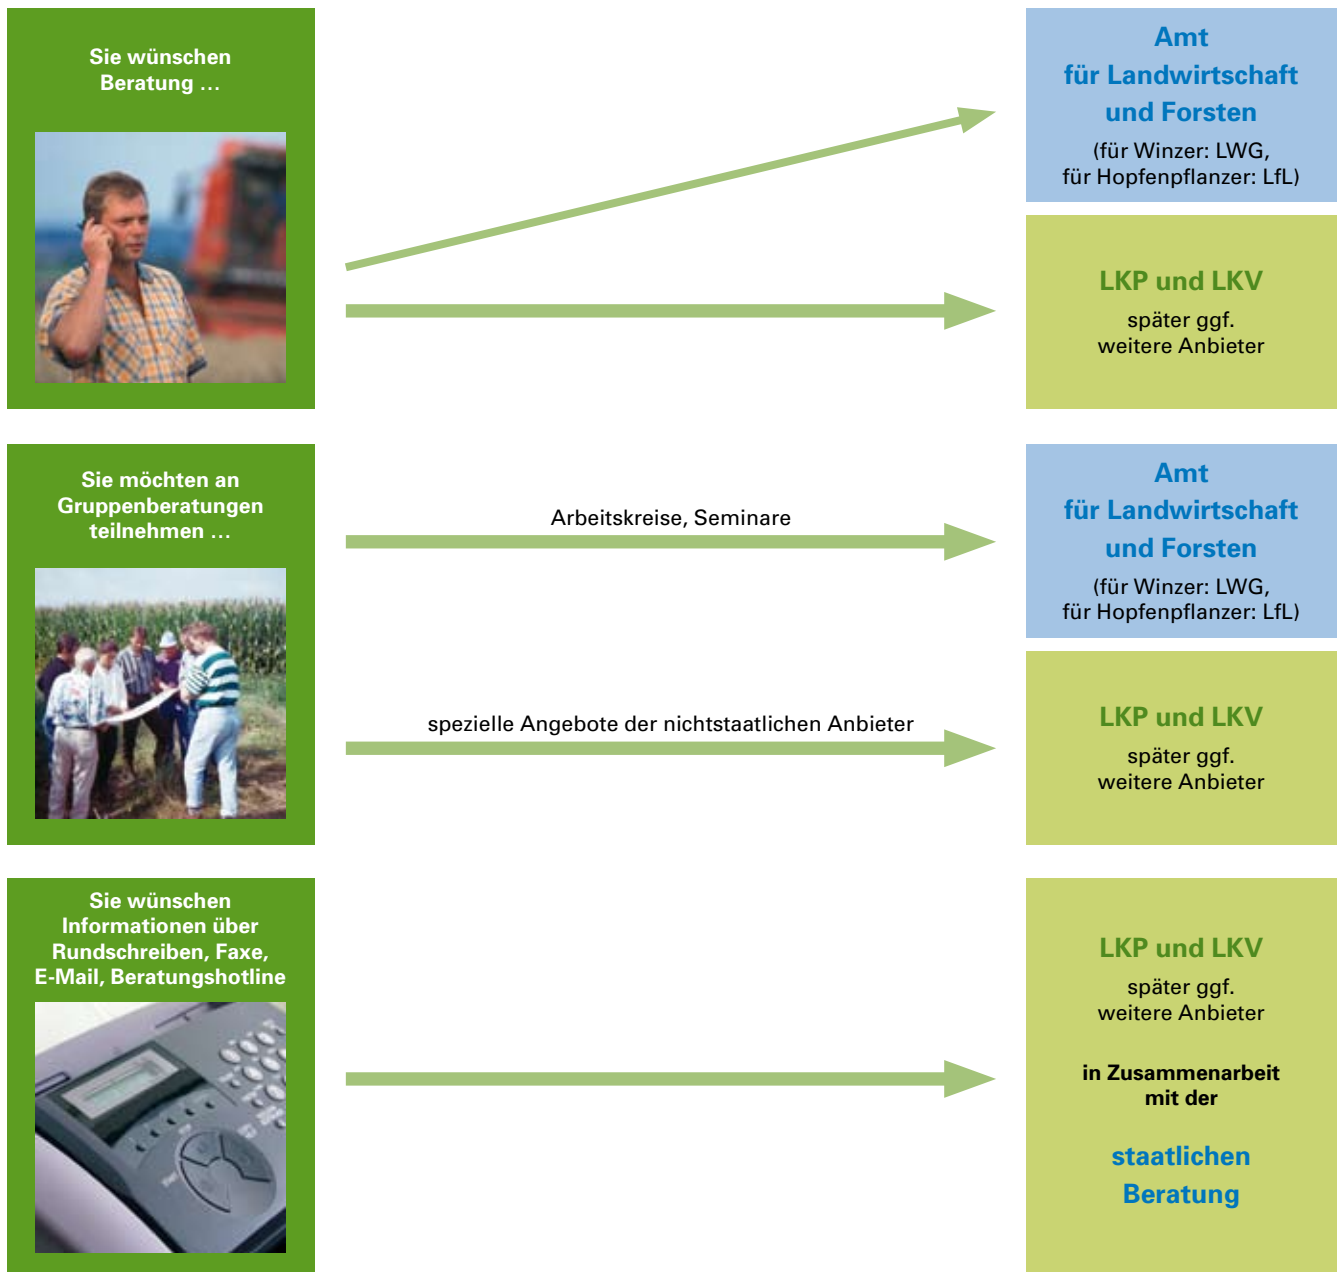 Sie wünschen
Beratung …
Amt
für Landwirtschaft
und Forsten
(für Winzer: LWG,
für Hopfenpflanzer: LfL)
LKP und LKV
später ggf.
weitere Anbieter
Sie möchten an
Gruppenberatungen
teilnehmen …
Arbeitskreise, Seminare
Amt
für Landwirtschaft
und Forsten
(für Winzer: LWG,
für Hopfenpflanzer: LfL)
spezielle Angebote der nichtstaatlichen Anbieter
LKP und LKV
später ggf.
weitere Anbieter
Sie wünschen
Informationen über
Rundschreiben, Faxe,
E-Mail, Beratungshotline
LKP und LKV
später ggf.
weitere Anbieter
in Zusammenarbeit
mit der
staatlichen
Beratung